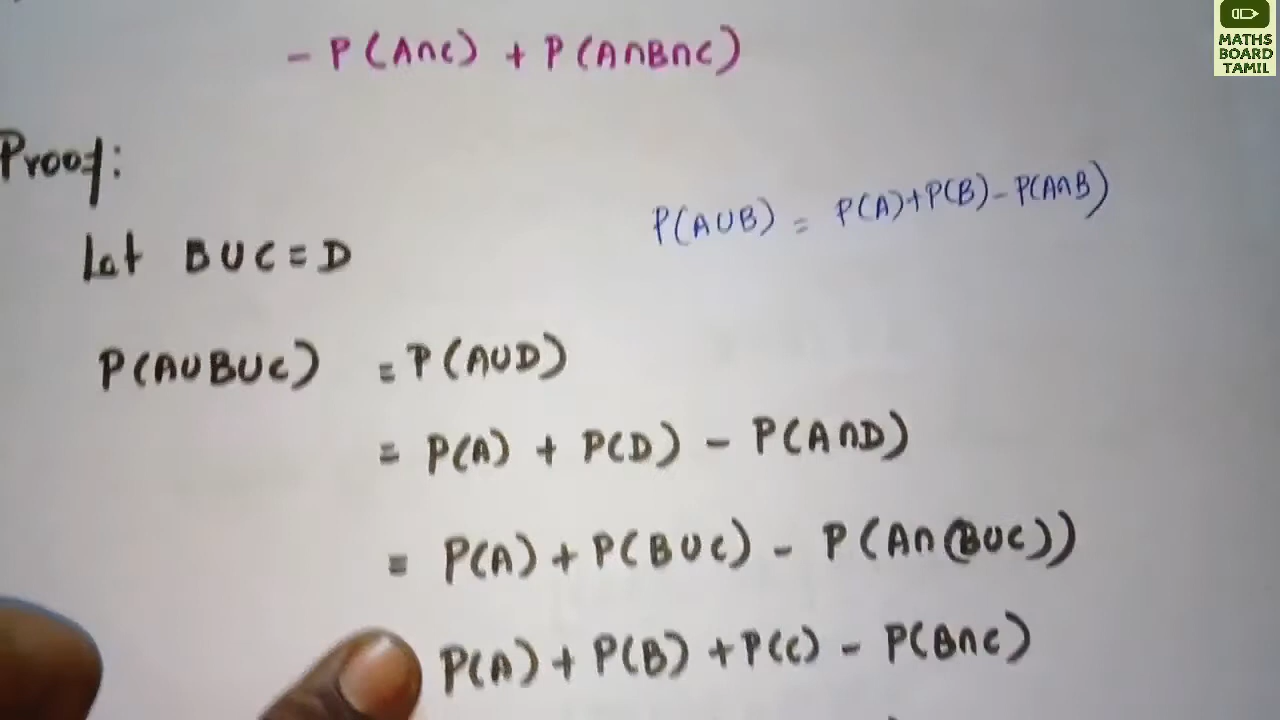 MATHS
BOARD
TAMIL
- P(A∩C) + P(A∩B∩C)
Proof:
P(A∪B) = P(A)+P(B)-P(A∩B)
Let B∪C=D
P(A∪B∪C) = P(A∪D)
= P(A) + P(D) - P(A∩D)
= P(A) + P(B∪C) - P(A∩(B∪C))
P(A) + P(B) + P(C) - P(B∩C)